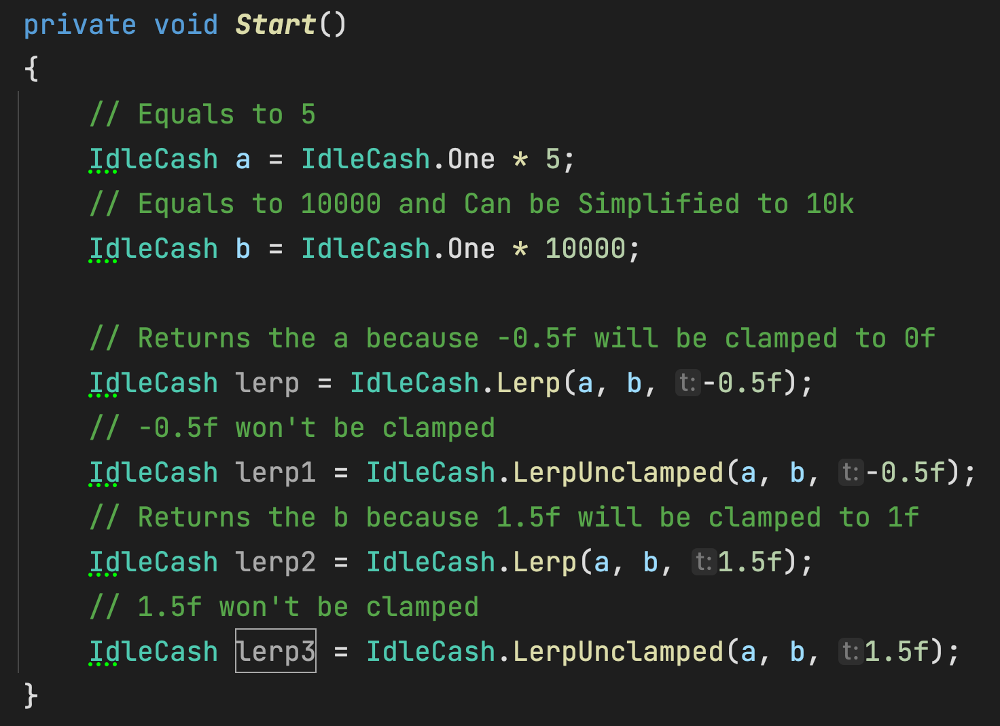 private void Start()
{
// Equals to 5
IdleCash a = IdleCash.One * 5;
// Equals to 10000 and Can be Simplified to 10k
IdleCash b = IdleCash.One * 10000;
// Returns the a because -0.5f will be clamped to 0f
IdleCash lerp = IdleCash.Lerp(a, b, t:-0.5f);
// -0.5f won't be clamped
IdleCash lerp1 = IdleCash.LerpUnclamped(a, b, t:-0.5f);
// Returns the b because 1.5f will be clamped to 1f
IdleCash lerp2 = IdleCash.Lerp(a, b, t:1.5f);
// 1.5f won't be clamped
IdleCash lerp3 = IdleCash.LerpUnclamped(a, b, t:1.5f);
}